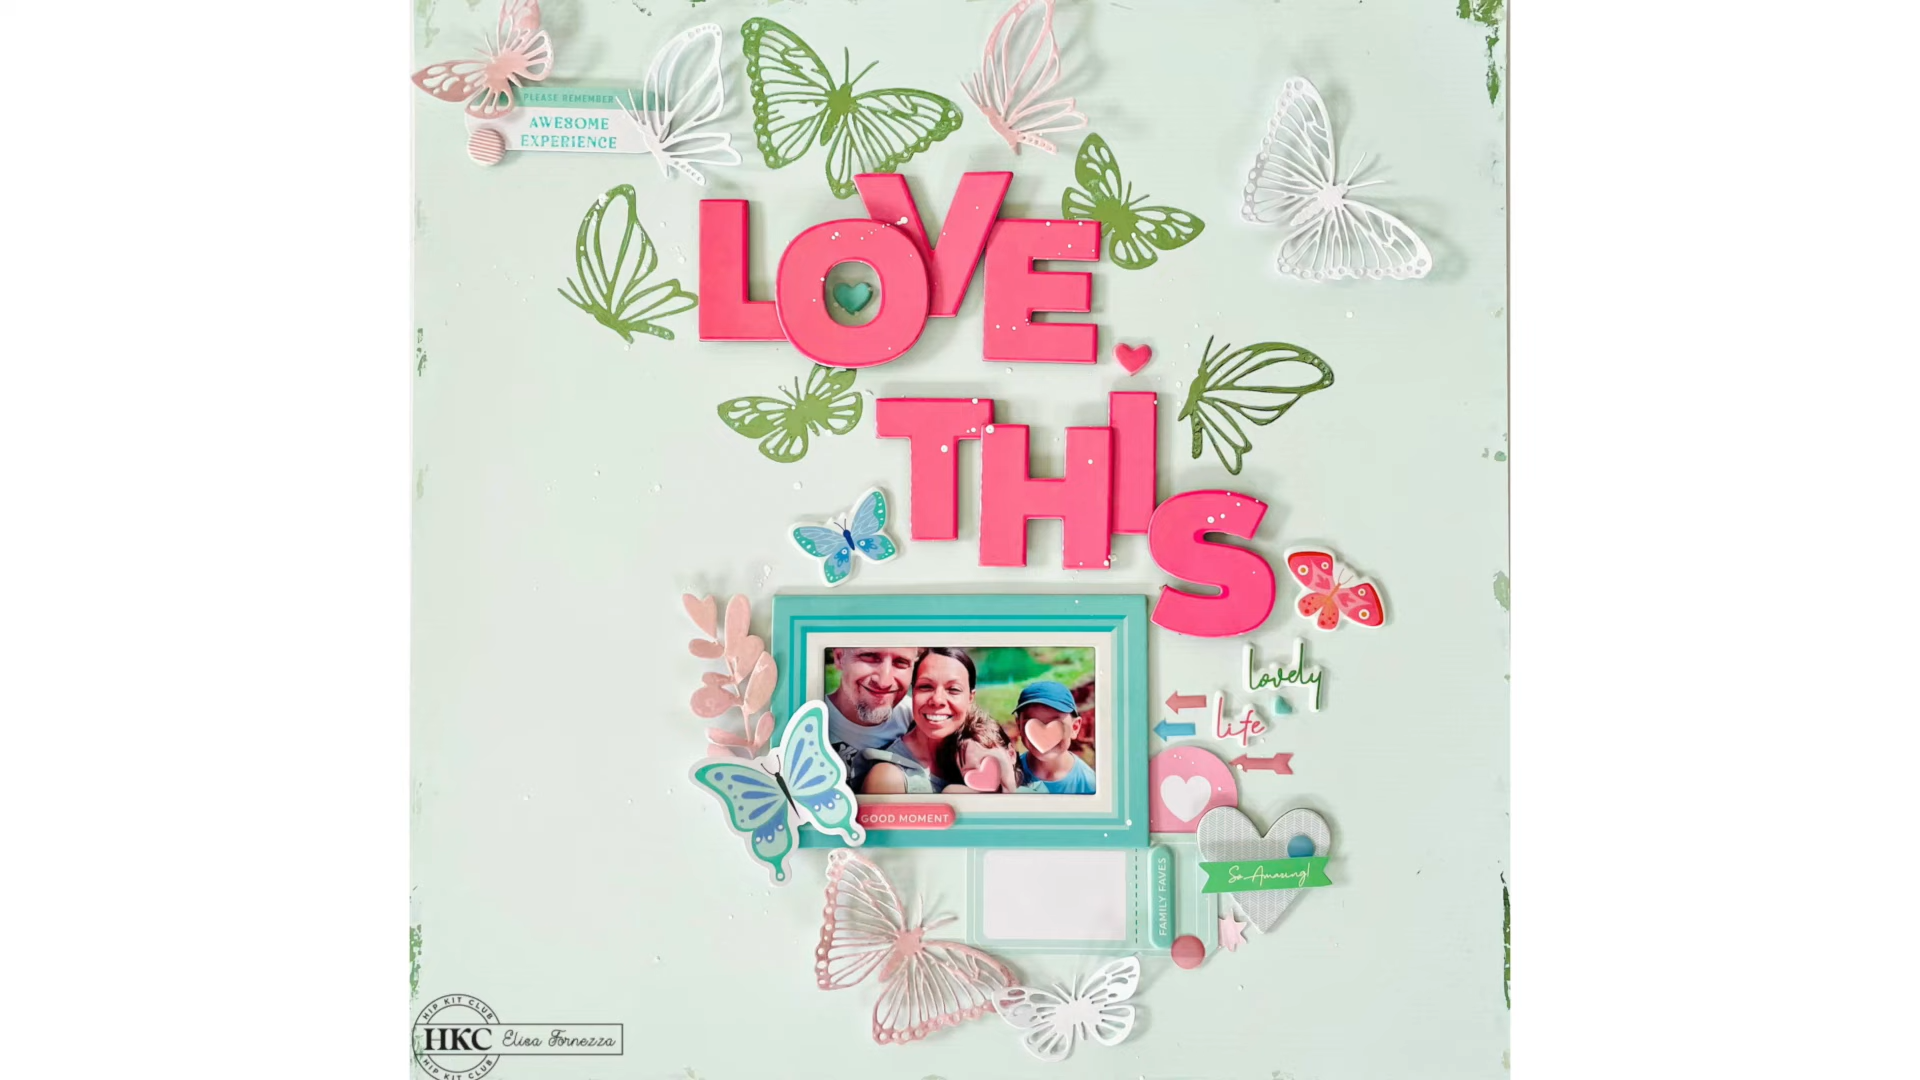 PLEASE REMEMBER
AWESOME
EXPERIENCE
LOVE
THIS
lovely
life
GOOD MOMENT
FAMILY FAVES
So Amazing!
HIP KIT CLUB
HKC Elisa Fornezza
HIP KIT CLUB